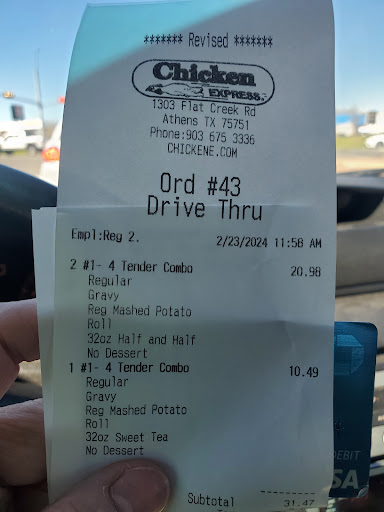 ******* Revised *******
Chicken
EXPRESS
1303 Flat Creek Rd
Athens TX 75751
Phone:903 675 3336
CHICKENE.COM
Ord #43
Drive Thru
Empl:Reg 2. 2/23/2024 11:58 AM
2 #1- 4 Tender Combo 20.98
Regular
Gravy
Reg Mashed Potato
Roll
32oz Half and Half
No Dessert
1 #1- 4 Tender Combo 10.49
Regular
Gravy
Reg Mashed Potato
Roll
32oz Sweet Tea
No Dessert
-------
Subtotal 31.47
DEBIT